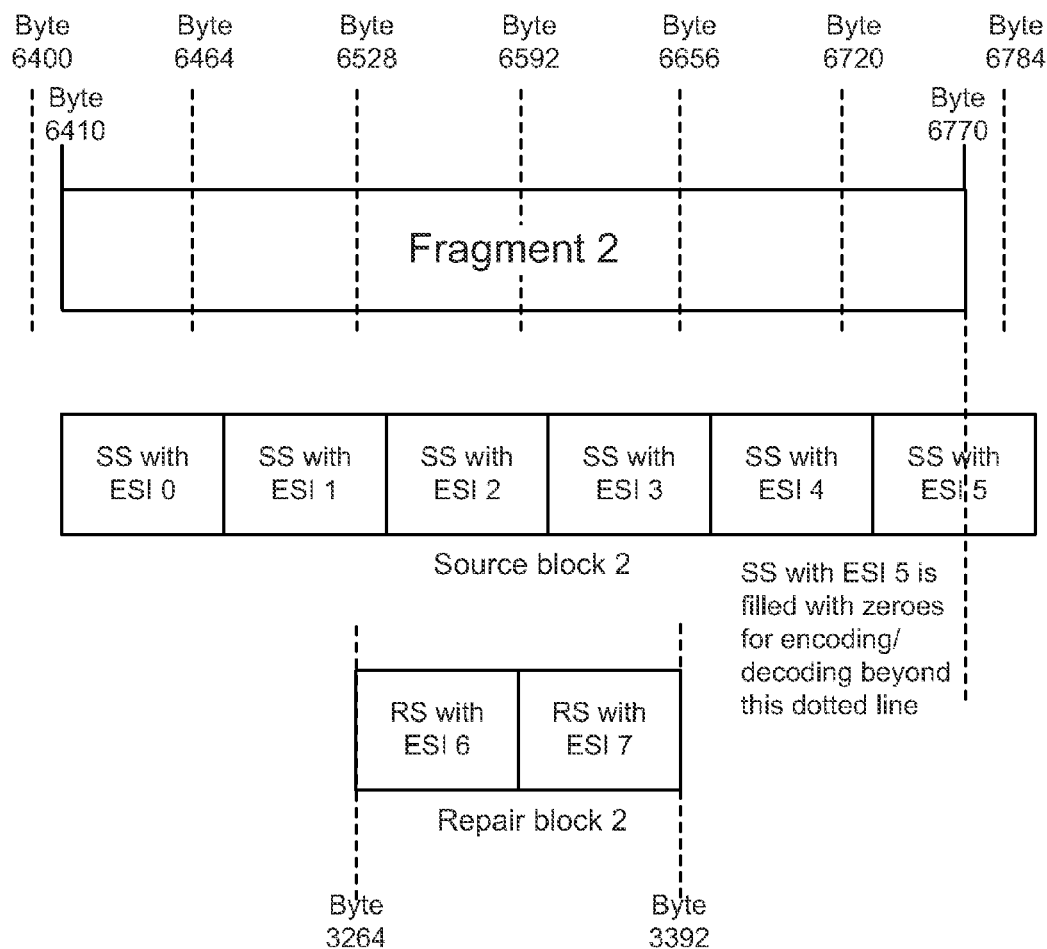 Byte 6400
Byte 6464
Byte 6528
Byte 6592
Byte 6656
Byte 6720
Byte 6784
Byte 6410
Byte 6770
Fragment 2
SS with
ESI 0
SS with
ESI 1
SS with
ESI 2
SS with
ESI 3
SS with
ESI 4
SS with
ESI 5
Source block 2
SS with ESI 5 is
filled with zeroes
for encoding/
decoding beyond
this dotted line
RS with
ESI 6
RS with
ESI 7
Repair block 2
Byte
3264
Byte
3392